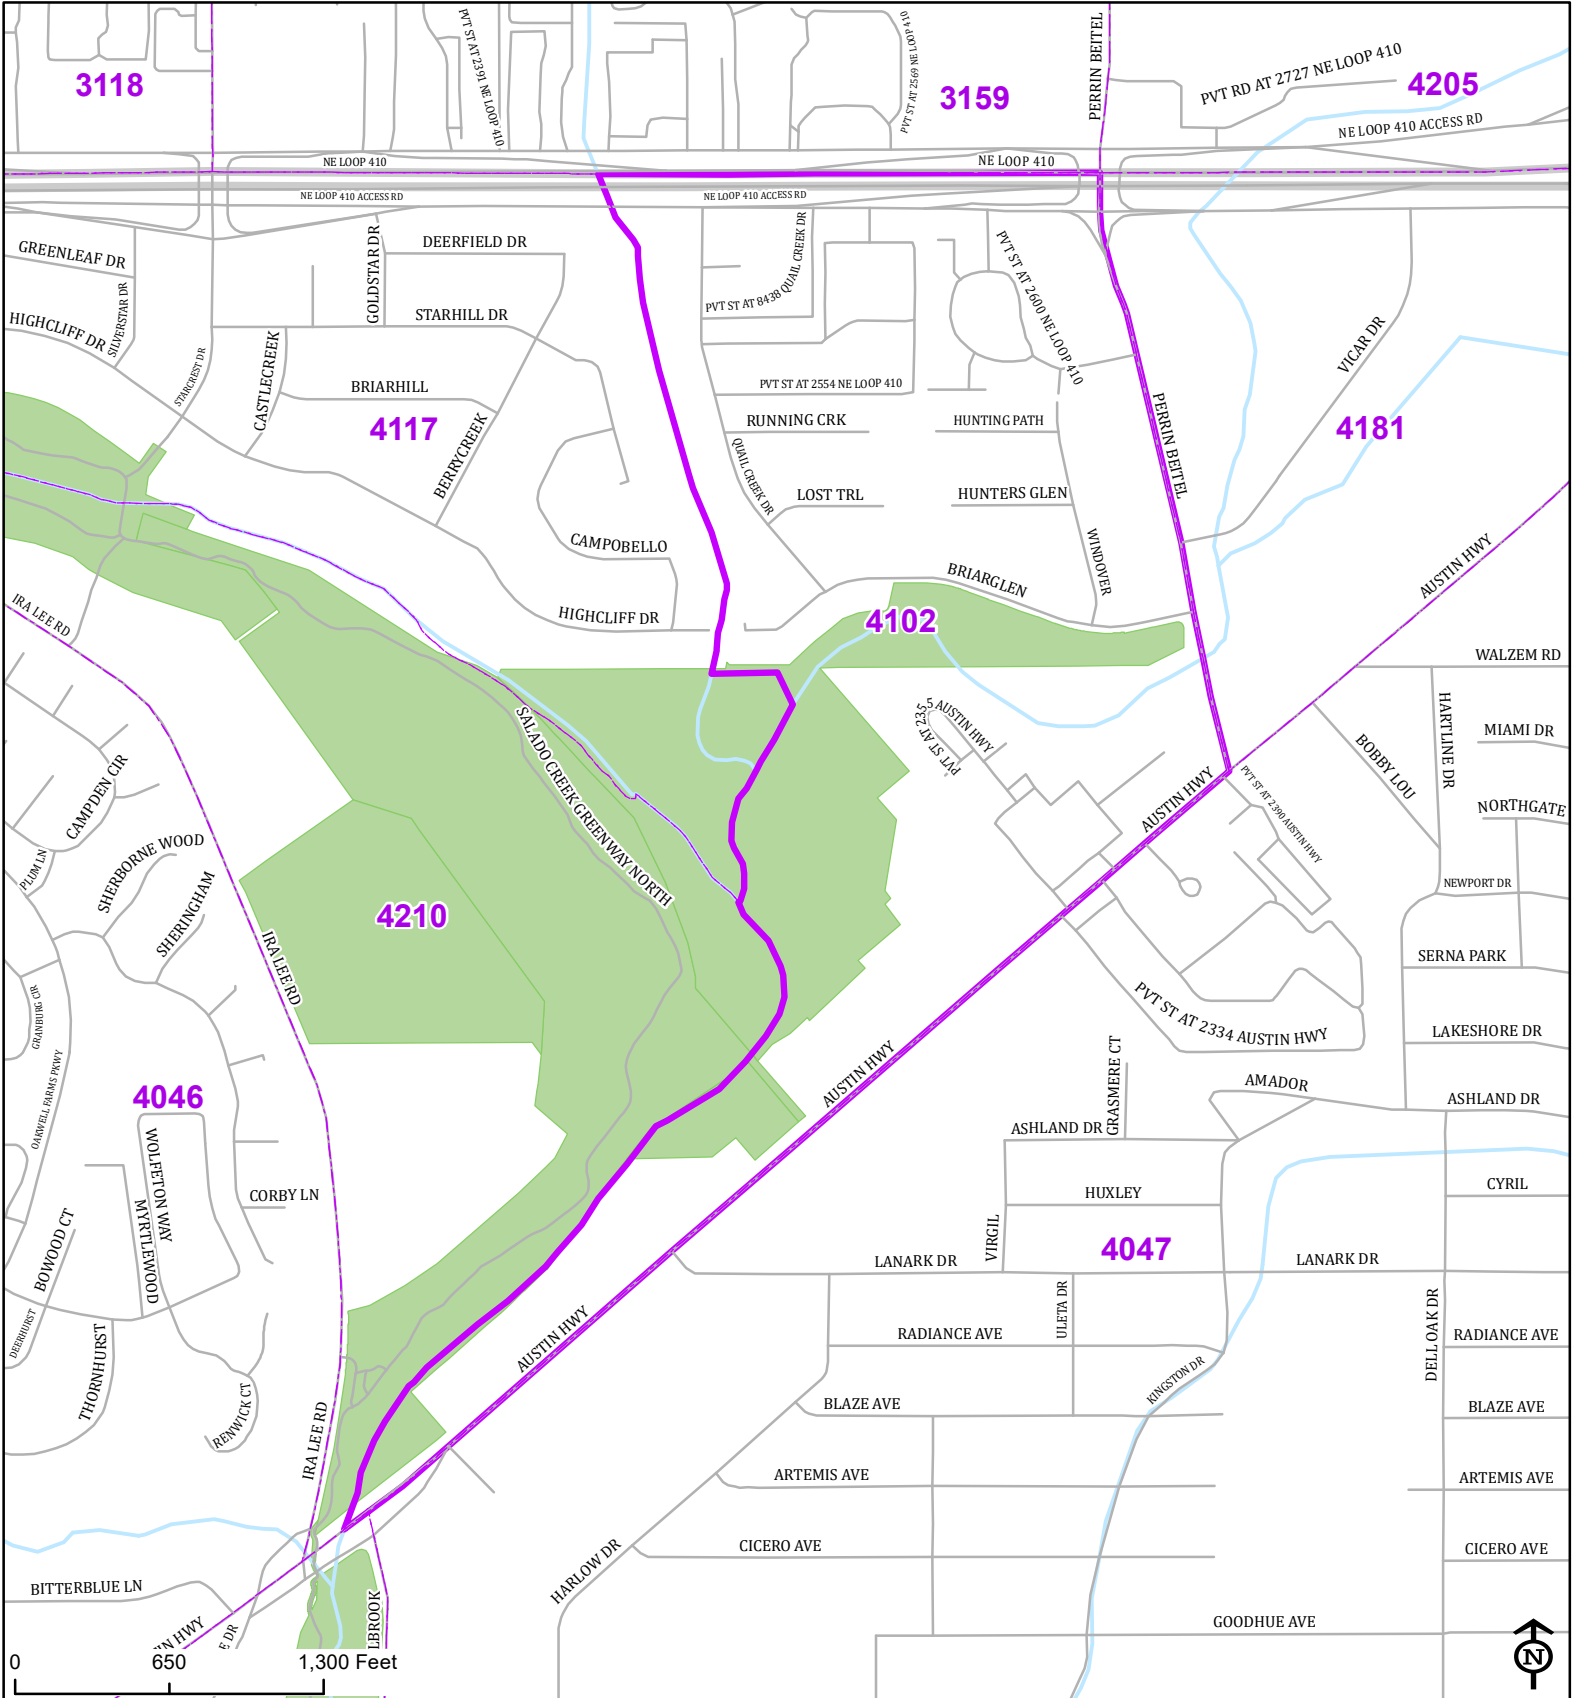 3118
PVT ST AT 2391 NE LOOP 410
PVT ST AT 2569 NE LOOP 410
3159
PERRIN BEITEL
PVT RD AT 2727 NE LOOP 410
4205
NE LOOP 410 ACCESS RD
NE LOOP 410
NE LOOP 410
NE LOOP 410 ACCESS RD
NE LOOP 410 ACCESS RD
GREENLEAF DR
GOLDSTAR DR
DEERFIELD DR
PVT ST AT 8438 QUAIL CREEK DR
PVT ST AT 2600 NE LOOP 410
HIGHCLIFF DR
SILVERSTAR DR
STARHILL DR
VICAR DR
STARCREST DR
CASTLECREEK
BRIARHILL
PVT ST AT 2554 NE LOOP 410
4117
BERRYCREEK
RUNNING CRK
HUNTING PATH
PERRIN BEITEL
4181
QUAIL CREEK DR
LOST TRL
HUNTERS GLEN
CAMPOBELLO
WINDOVER
AUSTIN HWY
BRIARGLEN
IRA LEE RD
HIGHCLIFF DR
4102
WALZEM RD
SALADO CREEK GREENWAY NORTH
PVT ST AT 2355 AUSTIN HWY
HARTLINE DR
MIAMI DR
BOBBY LOU
CAMPDEN CIR
AUSTIN HWY
PVT ST AT 2390 AUSTIN HWY
NORTHGATE
PLUM LN
SHERBORNE WOOD
SHERINGHAM
NEWPORT DR
4210
IRA LEE RD
SERNA PARK
GRANBURG CIR
PVT ST AT 2334 AUSTIN HWY
LAKESHORE DR
OAKWELL FARMS PKWY
4046
AUSTIN HWY
GRASMERE CT
AMADOR
ASHLAND DR
ASHLAND DR
WOLFETON WAY
MYRTLEWOOD
CORBY LN
HUXLEY
CYRIL
BOWOOD CT
VIRGIL
4047
LANARK DR
LANARK DR
DEERHURST
THORNHURST
AUSTIN HWY
ULETA DR
RADIANCE AVE
DELL OAK DR
RADIANCE AVE
KINGSTON DR
RENWICK CT
IRA LEE RD
BLAZE AVE
BLAZE AVE
ARTEMIS AVE
ARTEMIS AVE
HARLOW DR
CICERO AVE
CICERO AVE
BITTERBLUE LN
IN HWY
E DR
LBROOK
GOODHUE AVE
0 650 1,300 Feet
N